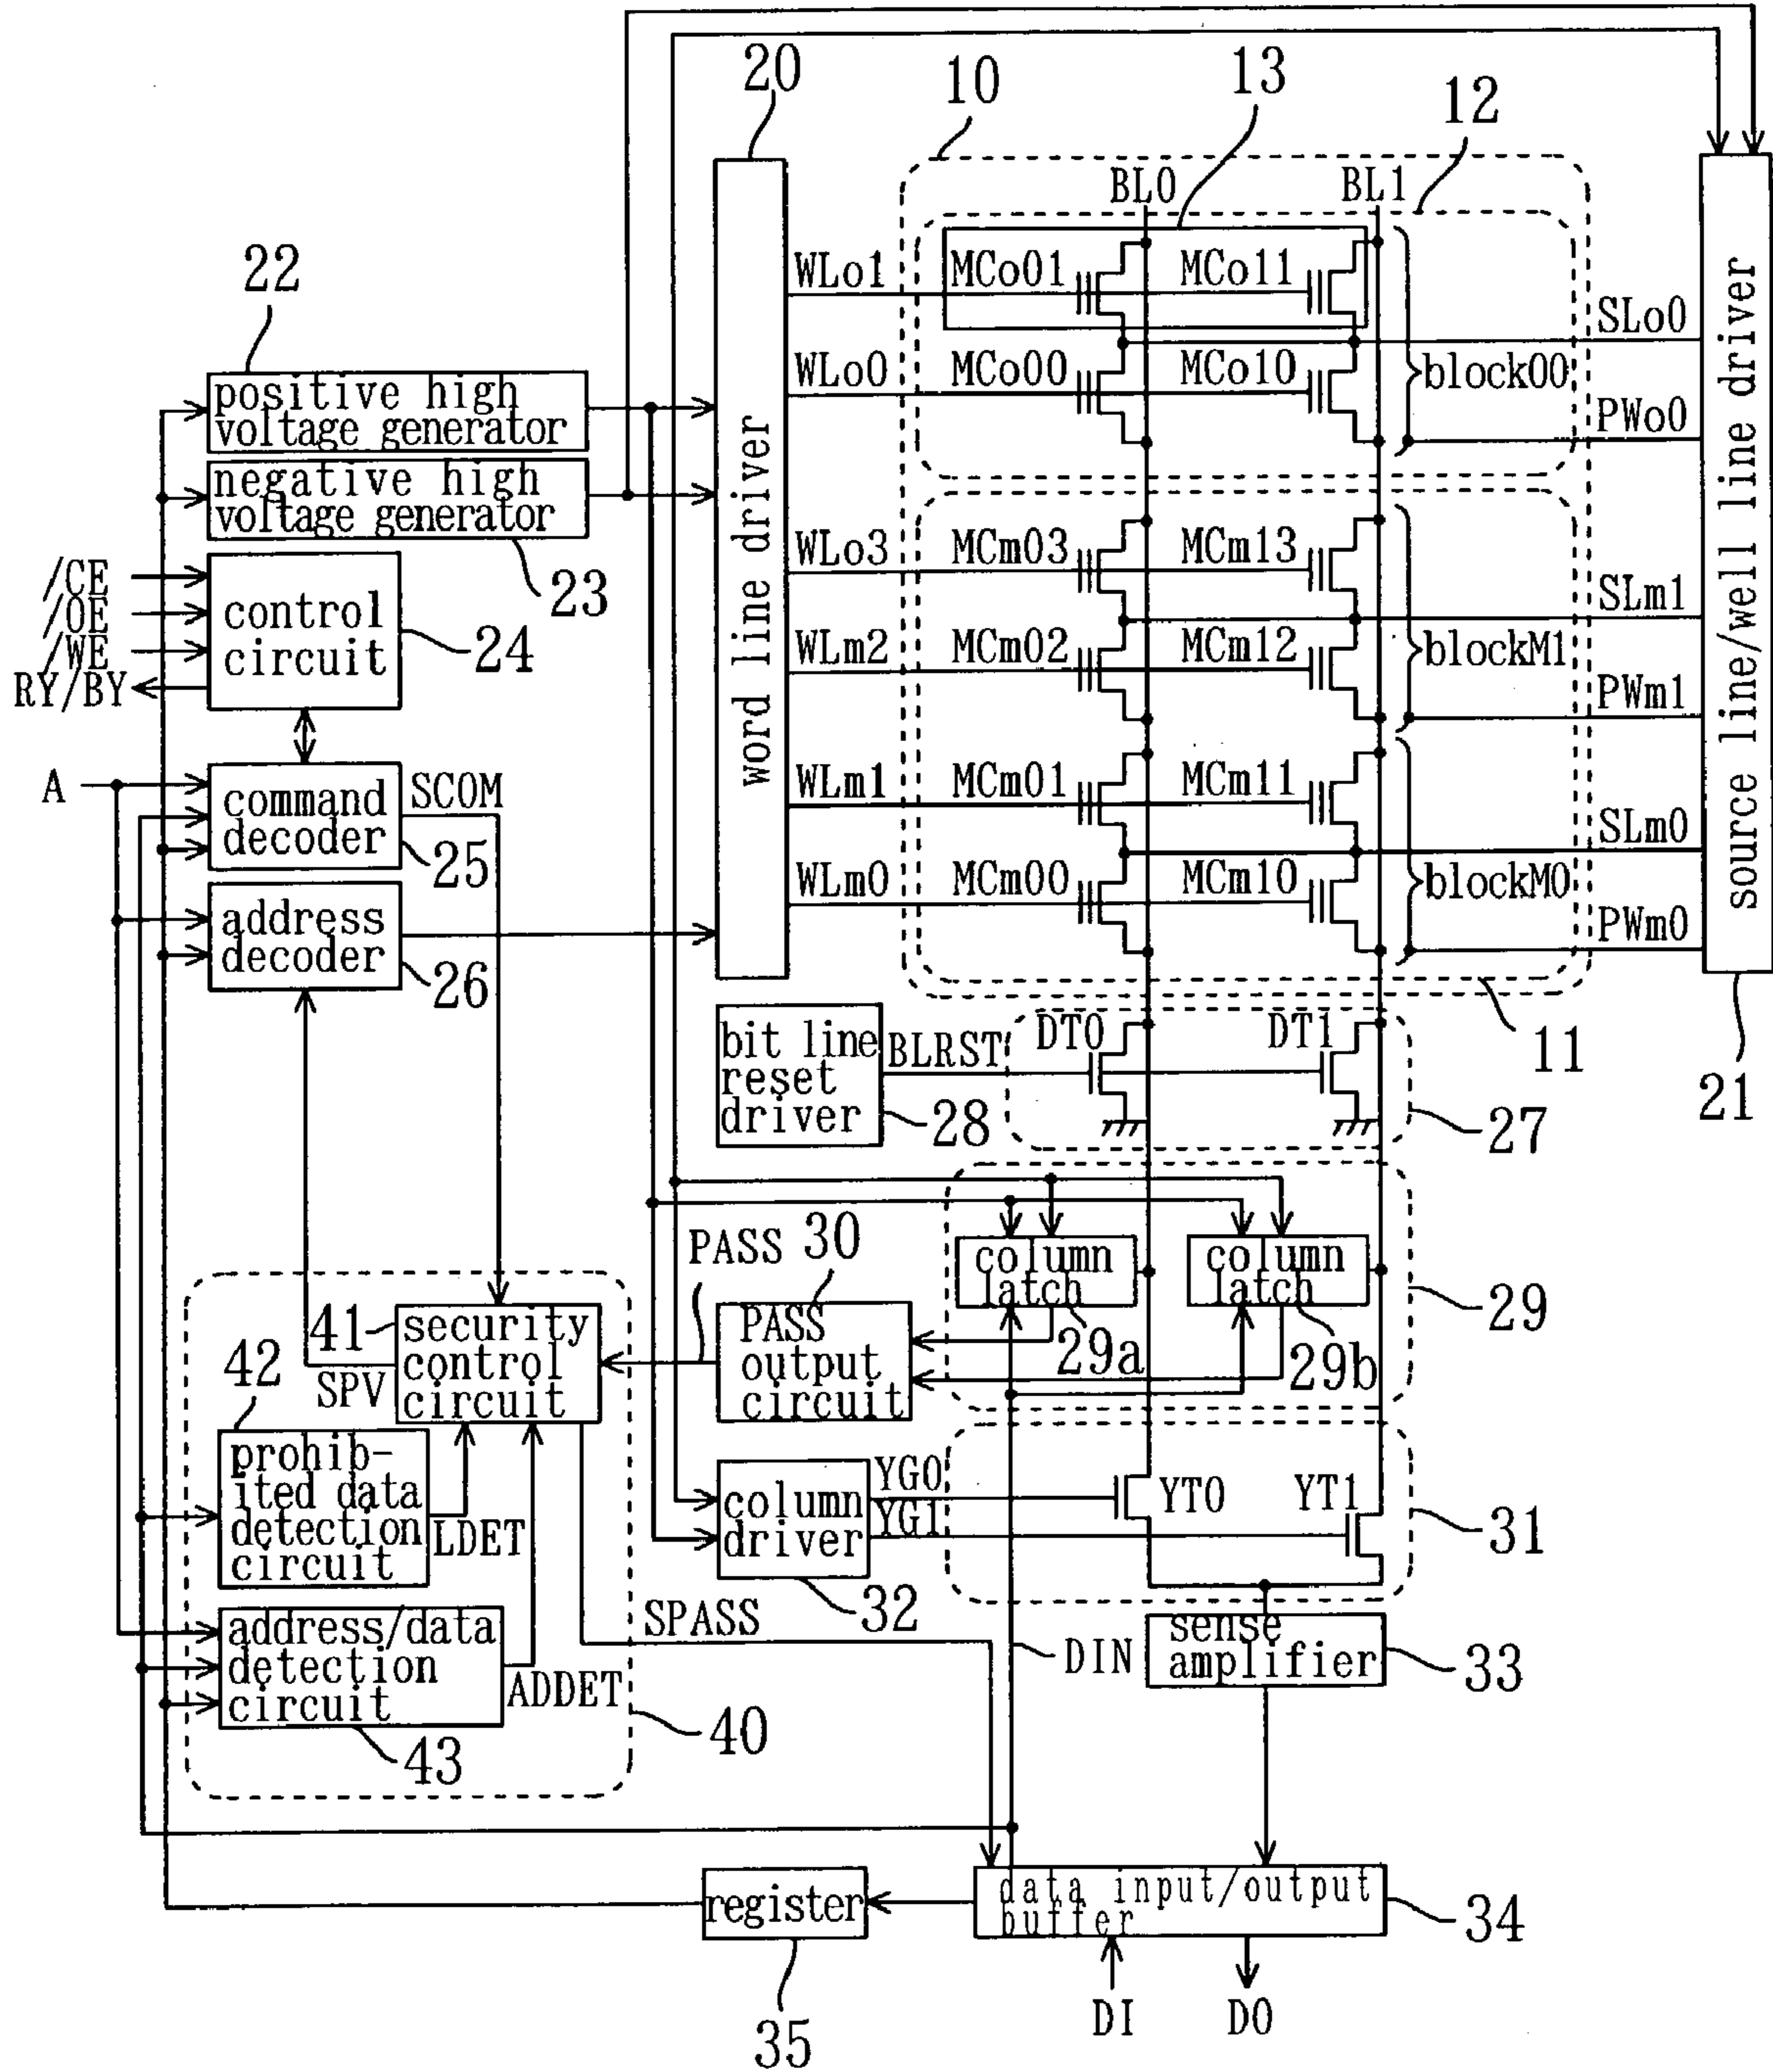 20
10
13
12
BL0
BL1
22
WLo1
MCo01
MCo11
SLo0
positive high
voltage generator
WLo0
MCo00
MCo10
block00
PWo0
negative high
voltage generator
word line driver
source line/well line driver
23
WLo3
MCm03
MCm13
SLm1
/CE
/OE
/WE
RY/BY
control
circuit
24
WLm2
MCm02
MCm12
blockM1
PWm1
A
command
decoder
SCOM
25
WLm1
MCm01
MCm11
SLm0
WLm0
MCm00
MCm10
blockM0
PWm0
address
decoder
26
bit line
reset
driver
BLRST
28
DT0
DT1
11
21
27
PASS
30
column
latch
column
latch
29
29a
29b
41
security
control
circuit
PASS
output
circuit
SPV
42
prohib-
ited data
detection
circuit
LDET
column
driver
YG0
YG1
YT0
YT1
31
32
SPASS
address/data
detection
circuit
ADDET
40
43
DIN
sense
amplifier
33
register
35
data input/output
buffer
34
DI
DO